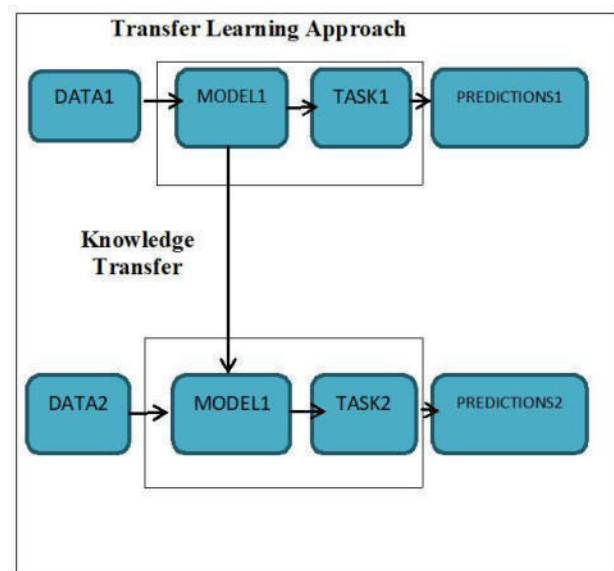 Transfer Learning Approach
DATA1
MODEL1
TASK1
PREDICTIONS1
Knowledge
Transfer
DATA2
MODEL1
TASK2
PREDICTIONS2